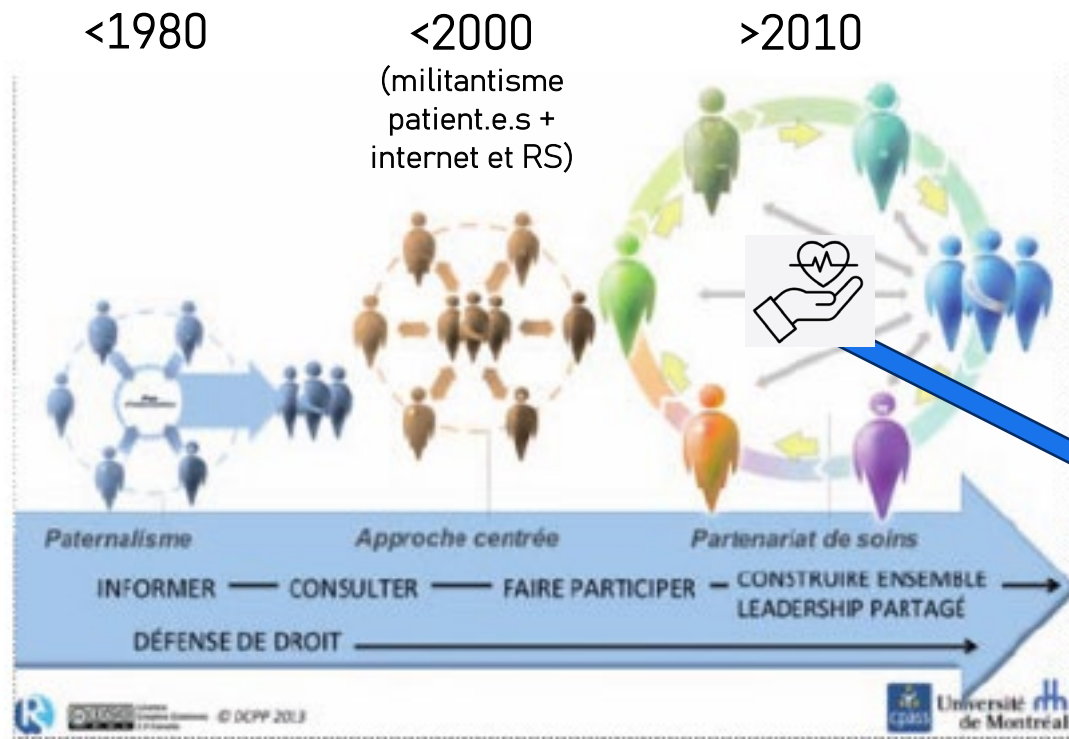 <1980
<2000
>2010
(militantisme
patient.e.s +
internet et RS)
Paternalisme
Approche centrée
Partenariat de soins
INFORMER
CONSULTER
FAIRE PARTICIPER
CONSTRUIRE ENSEMBLE
LEADERSHIP PARTAGÉ
DÉFENSE DE DROIT
© DCPP 2013
cpass
Université
de Montréal